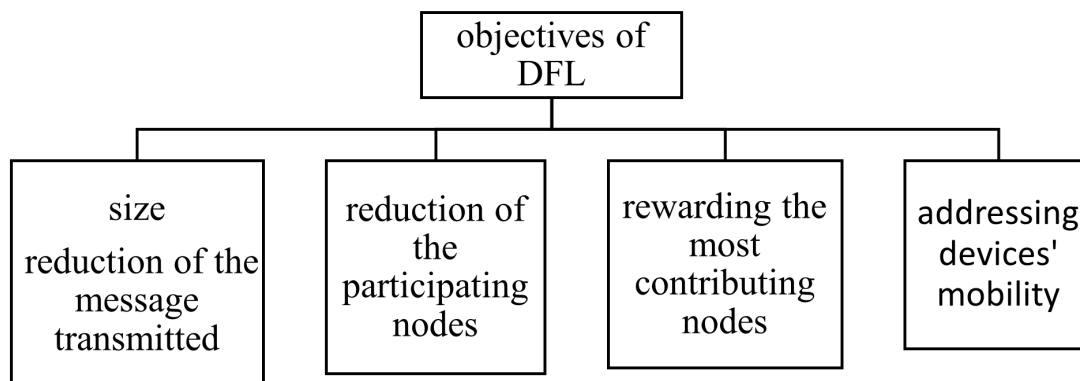 objectives of
DFL
size
reduction of the
message
transmitted
reduction of
the
participating
nodes
rewarding the
most
contributing
nodes
addressing
devices'
mobility